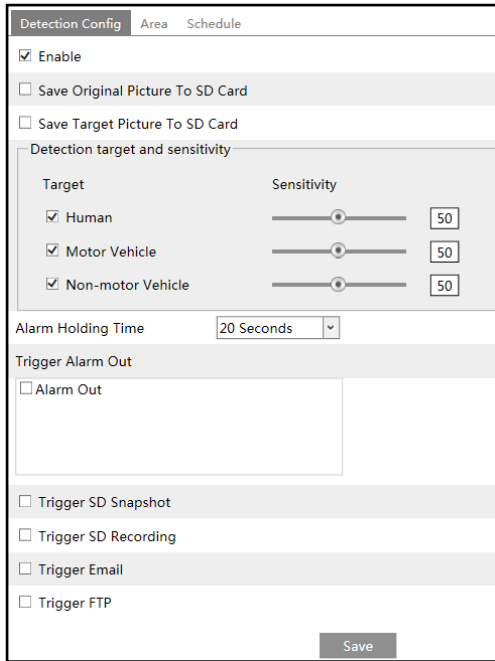 Detection Config Area Schedule
Enable
Save Original Picture To SD Card
Save Target Picture To SD Card
Detection target and sensitivity
Target Sensitivity
Human 50
Motor Vehicle 50
Non-motor Vehicle 50
Alarm Holding Time 20 Seconds
Trigger Alarm Out
Alarm Out
Trigger SD Snapshot
Trigger SD Recording
Trigger Email
Trigger FTP
Save